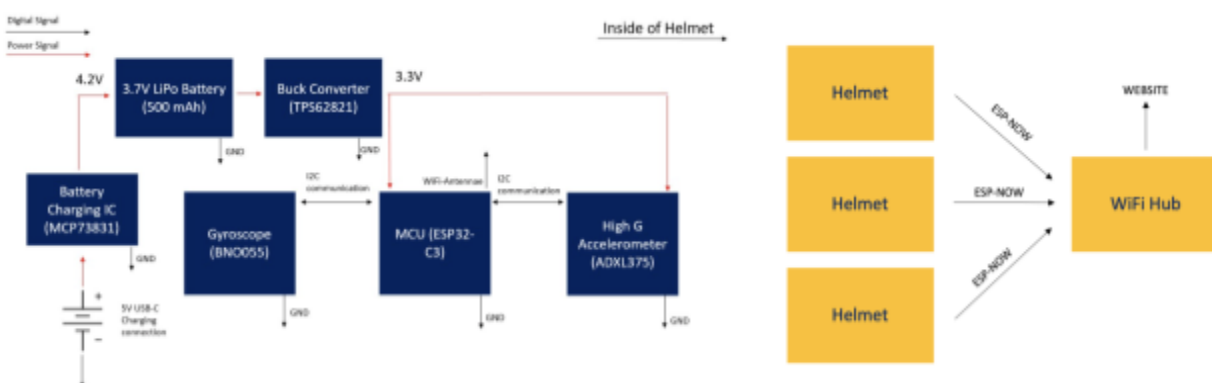 Digital Signal
Power Signal
4.2V
3.7V LiPo Battery
(500 mAh)
Buck Converter
(TPS62821)
3.3V
Inside of Helmet
GND
GND
Battery
Charging IC
(MCP73831)
GND
I2C
communication
WiFi-Antennae
I2C
communication
Gyroscope
(BNO055)
MCU (ESP32-
C3)
High G
Accelerometer
(ADXL375)
GND
GND
GND
+
5V USB-C
Charging
connection
−
Helmet
Helmet
Helmet
ESP-NOW
ESP-NOW
ESP-NOW
WEBSITE
WiFi Hub